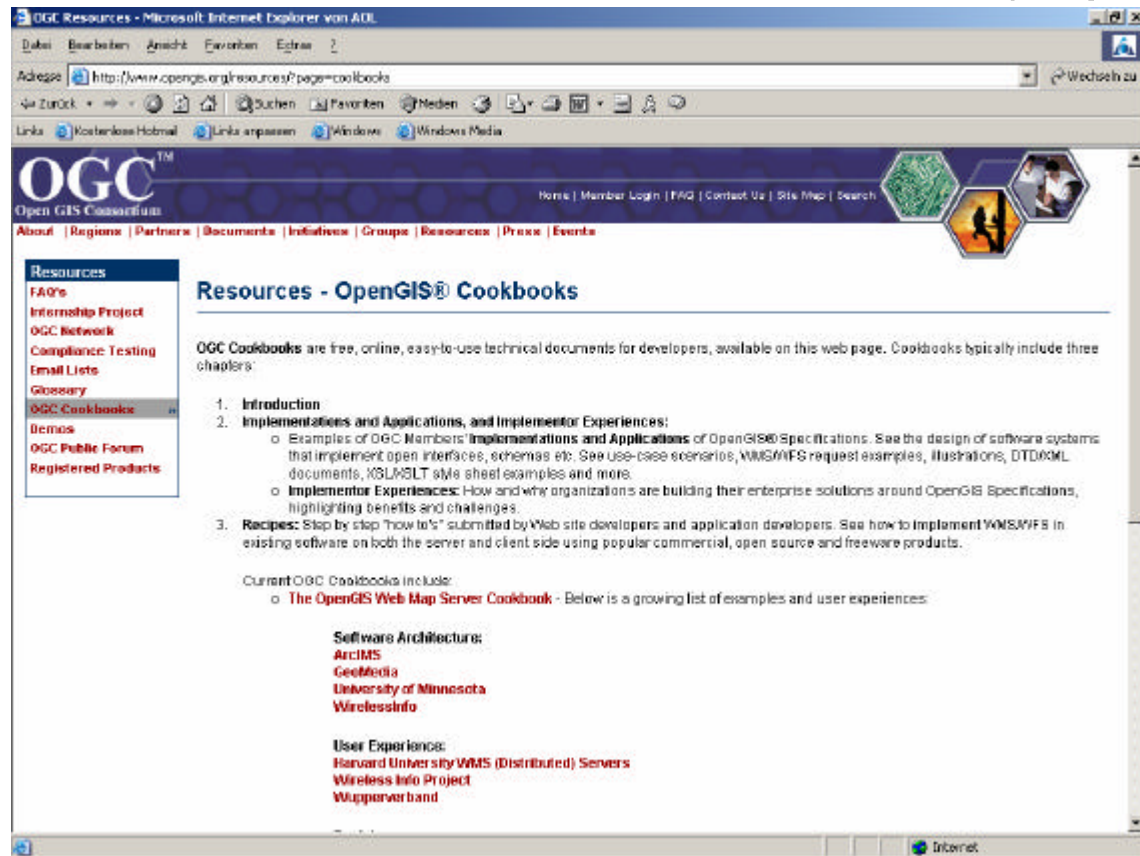 OGC Resources - Microsoft Internet Explorer von AOL
Datei Bearbeiten Ansicht Favoriten Extras ?
Adresse http://www.opengis.org/resources/?page=cookbooks Wechseln zu
Zurück Suchen Favoriten Medien
Links Kostenlose Hotmail Links anpassen Windows Windows Media
OGC™
Open GIS Consortium
Home | Member Login | FAQ | Contact Us | Site Map | Search
About | Regions | Partners | Documents | Initiatives | Groups | Resources | Press | Events
Resources
FAQ's
Internship Project
OGC Network
Compliance Testing
Email Lists
Glossary
OGC Cookbooks »
Demos
OGC Public Forum
Registered Products
Resources - OpenGIS® Cookbooks
OGC Cookbooks are free, online, easy-to-use technical documents for developers, available on this web page. Cookbooks typically include three
chapters:
1. Introduction
2. Implementations and Applications, and Implementor Experiences:
o Examples of OGC Members' Implementations and Applications of OpenGIS® Specifications. See the design of software systems
that implement open interfaces, schemas etc. See use-case scenarios, WMS/WFS request examples, illustrations, DTD/XML
documents, XSL/XSLT style sheet examples and more.
o Implementor Experiences: How and why organizations are building their enterprise solutions around OpenGIS Specifications,
highlighting benefits and challenges.
3. Recipes: Step by step "how to's" submitted by Web site developers and application developers. See how to implement WMS/WFS in
existing software on both the server and client side using popular commercial, open source and freeware products.
Current OGC Cookbooks include:
o The OpenGIS Web Map Server Cookbook - Below is a growing list of examples and user experiences:
Software Architecture:
ArcIMS
GeoMedia
University of Minnesota
WirelessInfo
User Experience:
Harvard University WMS (Distributed) Servers
Wireless Info Project
Wupperverband
Internet